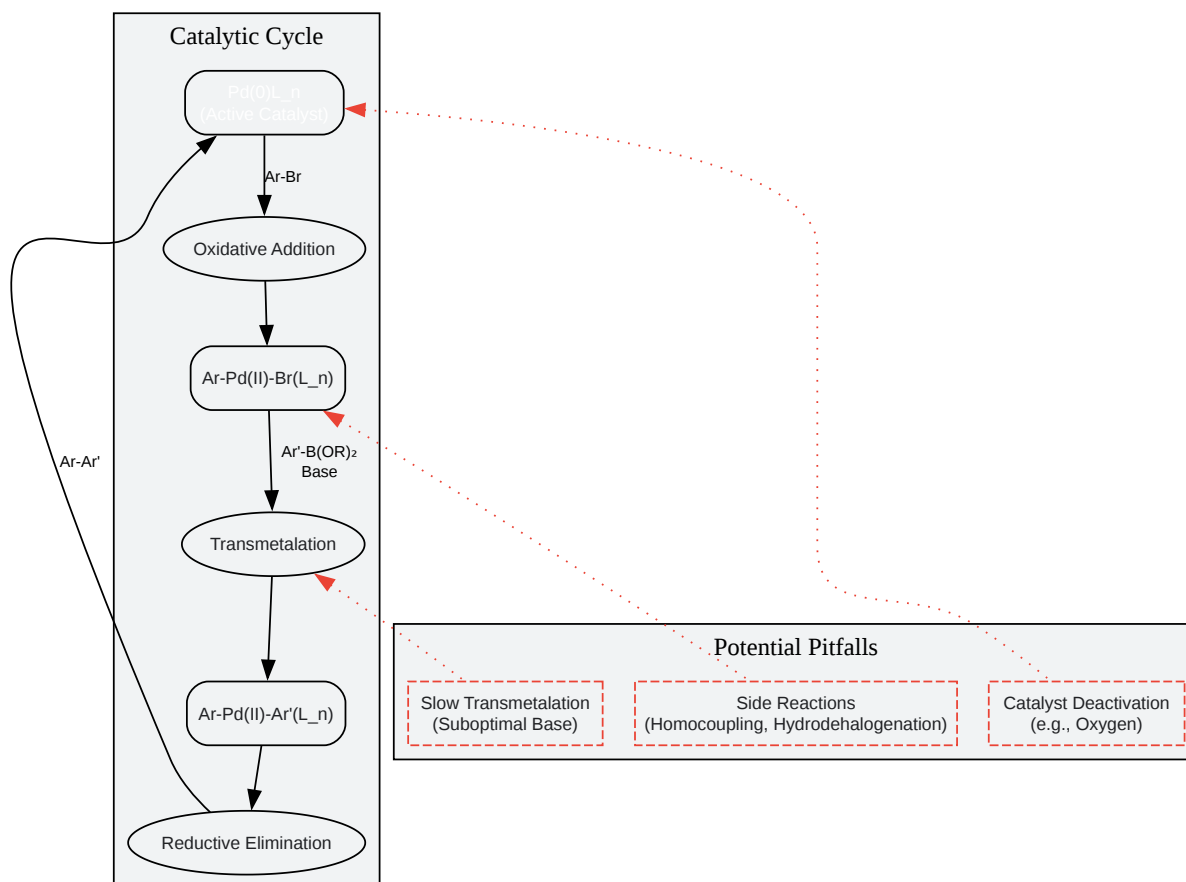 Catalytic Cycle
Pd(0)L_n
(Active Catalyst)
Ar-Br
Oxidative Addition
Ar-Pd(II)-Br(L_n)
Ar'-B(OR)₂
Base
Ar-Ar'
Transmetalation
Ar-Pd(II)-Ar'(L_n)
Reductive Elimination
Potential Pitfalls
Slow Transmetalation
(Suboptimal Base)
Side Reactions
(Homocoupling, Hydrodehalogenation)
Catalyst Deactivation
(e.g., Oxygen)